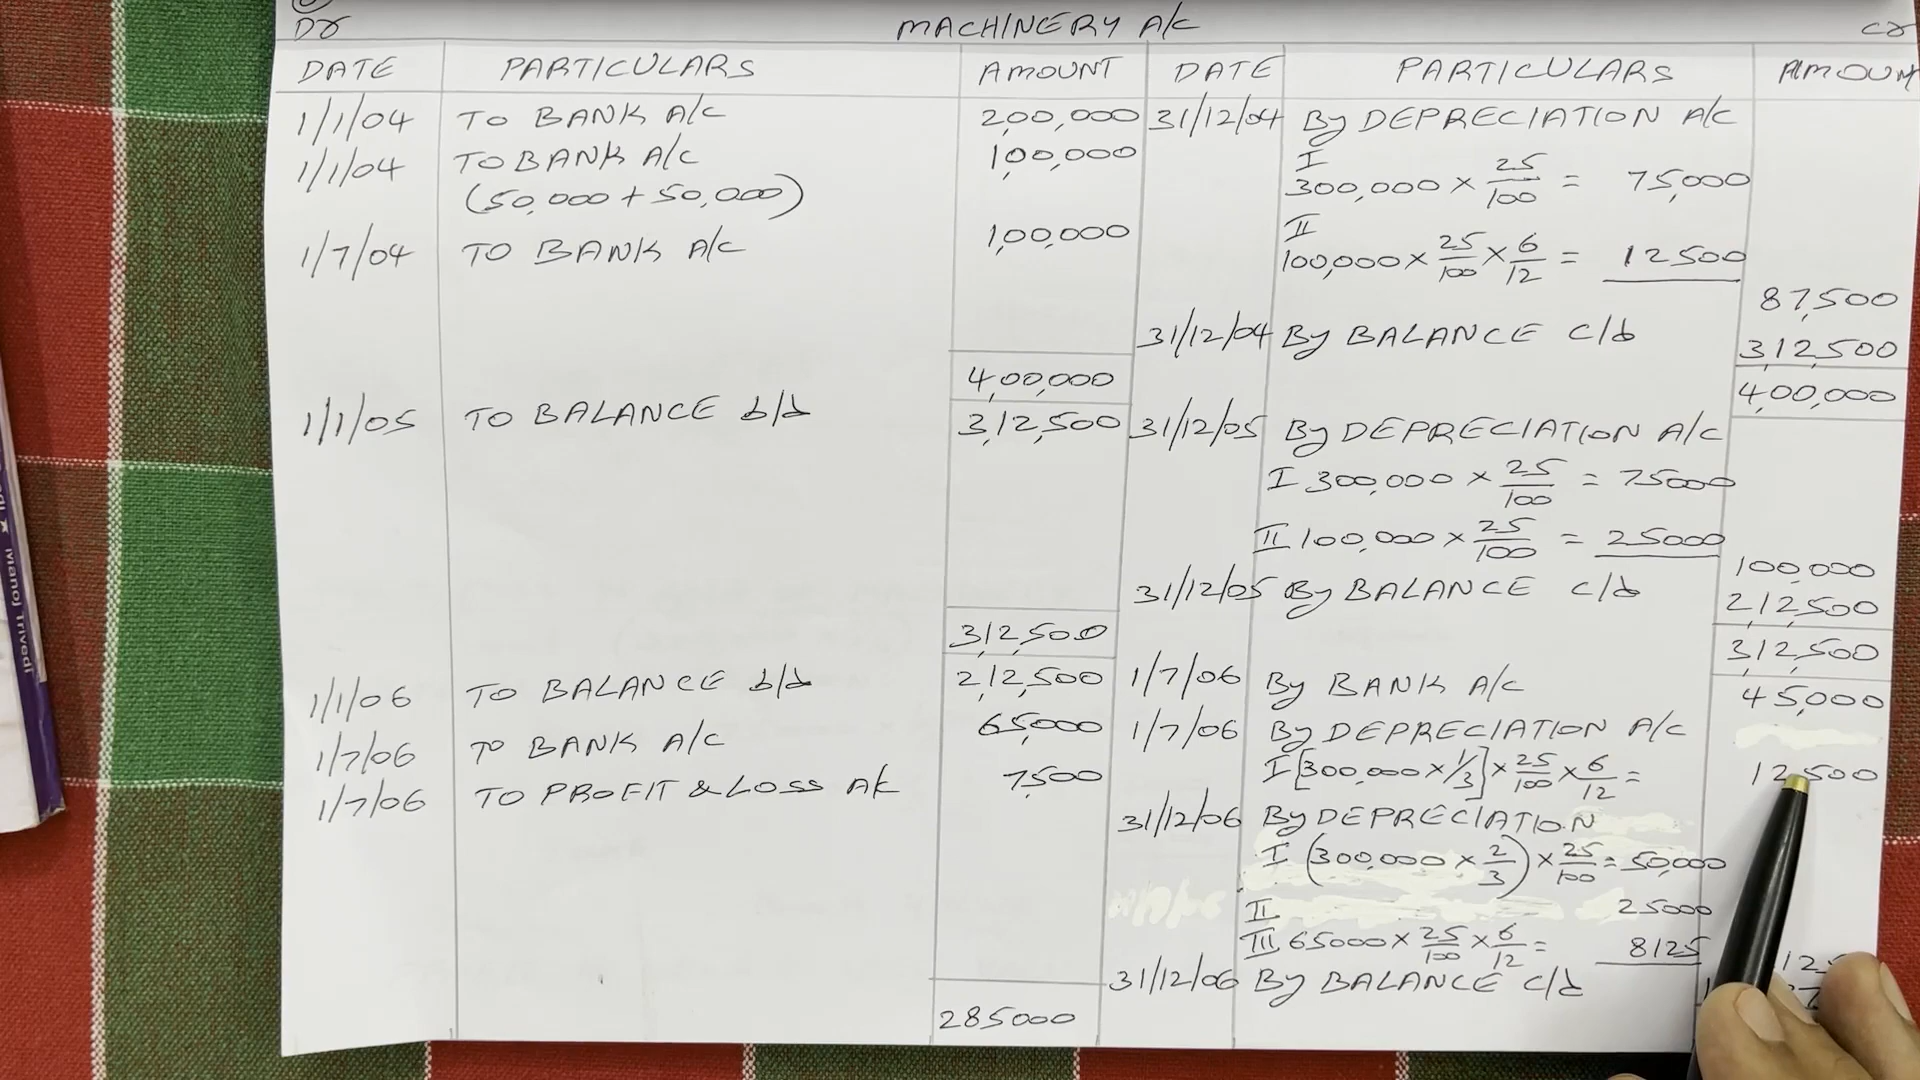 Dr MACHINERY A/c Cr
DATE PARTICULARS AMOUNT DATE PARTICULARS AMOUNT
1/1/04 TO BANK A/c 2,00,000 31/12/04 By DEPRECIATION A/c
1/1/04 TO BANK A/c 1,00,000 I
(50,000 + 50,000) 300,000 × 25/100 = 75,000
1/7/04 TO BANK A/c 1,00,000 II
100,000 × 25/100 × 6/12 = 12500
87,500
31/12/04 By BALANCE c/d 3,12,500
4,00,000 4,00,000
1/1/05 TO BALANCE b/d 3,12,500 31/12/05 By DEPRECIATION A/c
I 300,000 × 25/100 = 75000
II 100,000 × 25/100 = 25000
100,000
31/12/05 By BALANCE c/d 2,12,500
3,12,500 3,12,500
1/1/06 TO BALANCE b/d 2,12,500 1/7/06 By BANK A/c 45,000
1/7/06 TO BANK A/c 65,000 1/7/06 By DEPRECIATION A/c
1/7/06 TO PROFIT & LOSS A/c 7,500 I [300,000 × 1/3] × 25/100 × 6/12 = 12,500
31/12/06 By DEPRECIATION
I (300,000 × 2/3) × 25/100 = 50,000
II 25000
III 65000 × 25/100 × 6/12 = 8125
31/12/06 By BALANCE c/d
285000
Manoj Trivedi